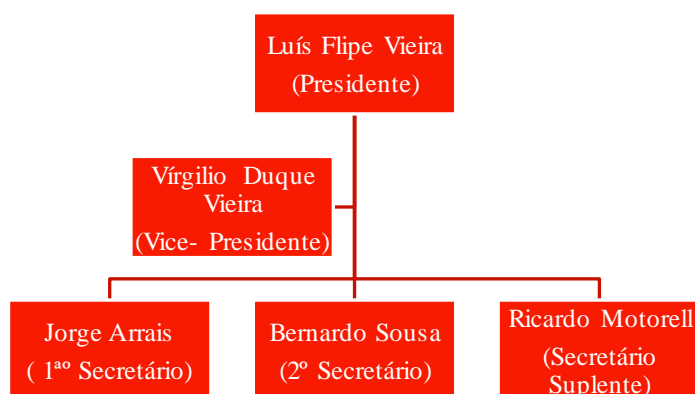 Luís Flipe Vieira
(Presidente)
Vírgilio Duque
Vieira
(Vice- Presidente)
Jorge Arrais
( 1ªº Secretário)
Bernardo Sousa
(2º Secretário)
Ricardo Motorell
(Secretário
Suplente)